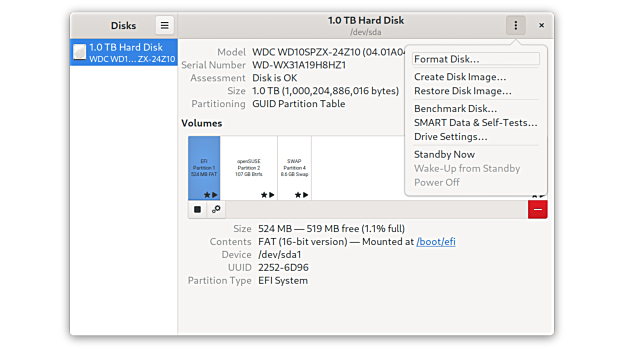 Disks
1.0 TB Hard Disk
/dev/sda
1.0 TB Hard Disk
WDC WD1...ZX-24Z10
Model WDC WD10SPZX-24Z10 (04.01A04
Serial Number WD-WX31A19H8HZ1
Assessment Disk is OK
Size 1.0 TB (1,000,204,886,016 bytes)
Partitioning GUID Partition Table
Format Disk...
Create Disk Image...
Restore Disk Image...
Benchmark Disk...
SMART Data & Self-Tests...
Drive Settings...
Standby Now
Wake-Up from Standby
Power Off
Volumes
EFI
Partition 1
524 MB FAT
openSUSE
Partition 2
107 GB Btrfs
SWAP
Partition 4
8.6 GB Swap
Size 524 MB — 519 MB free (1.1% full)
Contents FAT (16-bit version) — Mounted at /boot/efi
Device /dev/sda1
UUID 2252-6D96
Partition Type EFI System